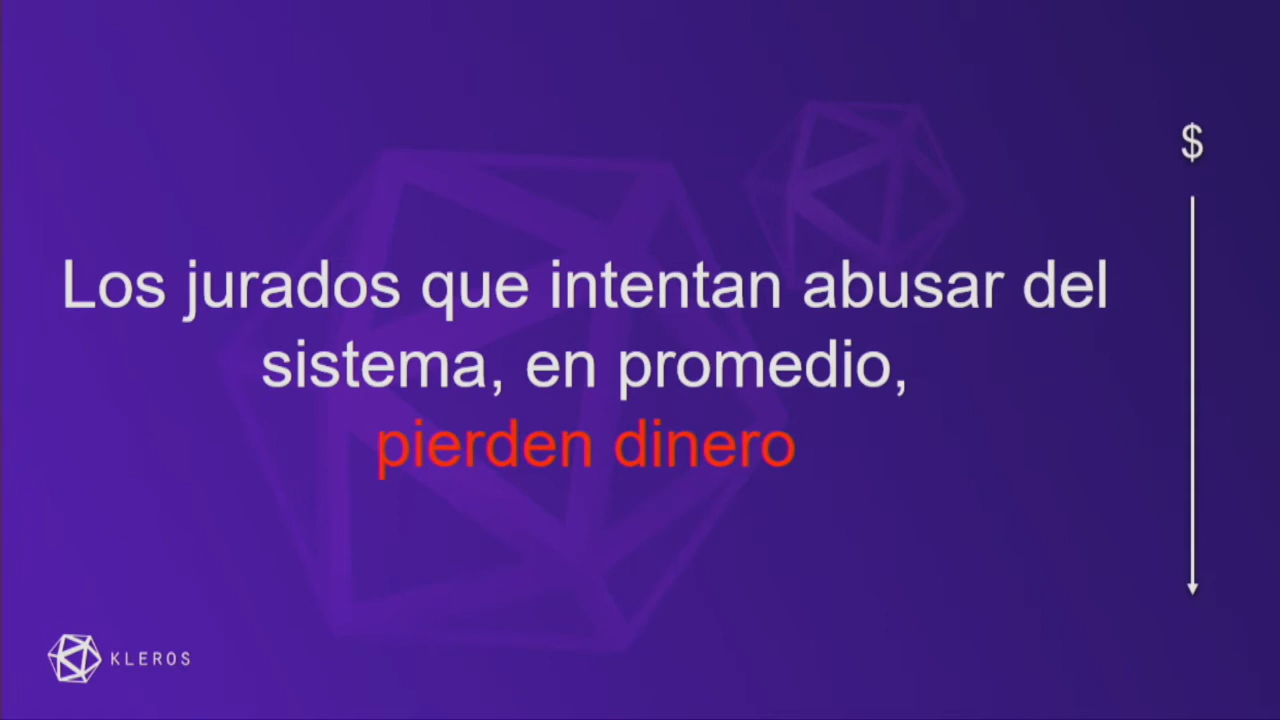 $
Los jurados que intentan abusar del
sistema, en promedio,
pierden dinero
KLEROS